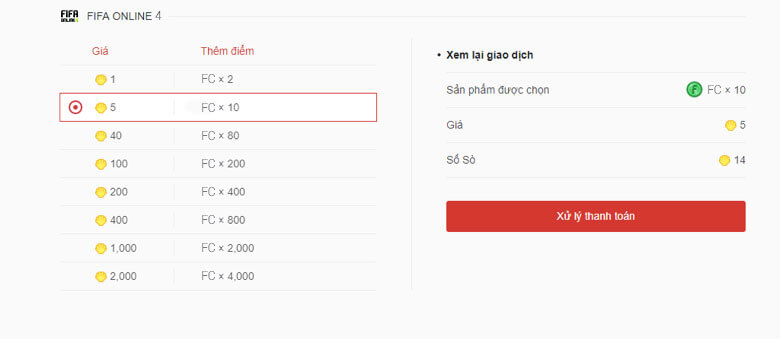 FIFA ONLINE 4
FIFA ONLINE 4
Giá Thêm điểm
1 FC × 2
5 FC × 10
40 FC × 80
100 FC × 200
200 FC × 400
400 FC × 800
1,000 FC × 2,000
2,000 FC × 4,000
• Xem lại giao dịch
Sản phẩm được chọn F FC × 10
Giá 5
Số Sò 14
Xử lý thanh toán